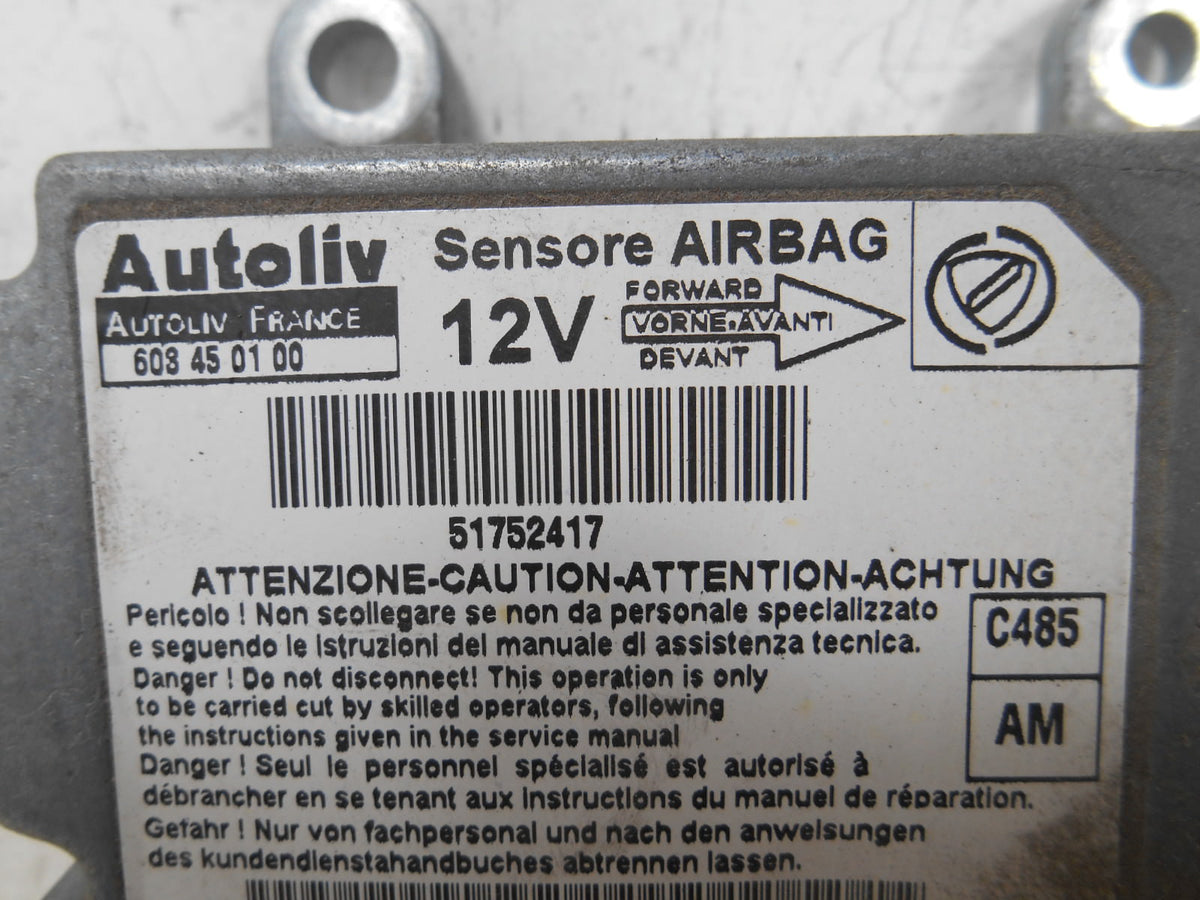 Autoliv
Sensore AIRBAG
AUTOLIV FRANCE
603 45 01 00
12V
FORWARD
VORNE-AVANTI
DEVANT
51752417
ATTENZIONE-CAUTION-ATTENTION-ACHTUNG
Pericolo ! Non scollegare se non da personale specializzato
e seguendo le istruzioni del manuale di assistenza tecnica.
C485
Danger ! Do not disconnect! This operation is only
to be carried cut by skilled operators, following
the instructions given in the service manual
AM
Danger ! Seul le personnel spécialisé est autorisé à
débrancher en se tenant aux instructions du manuel de réparation.
Gefahr ! Nur von fachpersonal und nach den anweisungen
des kundendienstahandbuches abtrennen lassen.